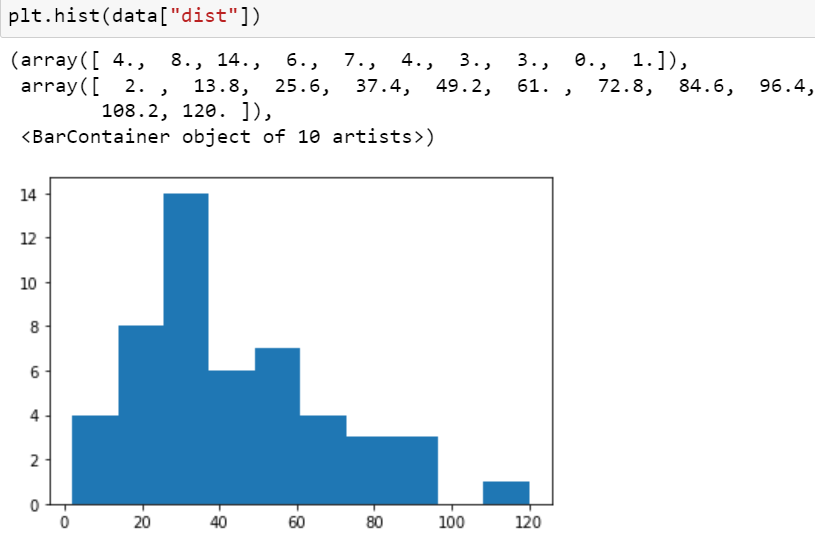 plt.hist(data["dist"])
(array([ 4.,  8., 14.,  6.,  7.,  4.,  3.,  3.,  0.,  1.]),
 array([  2. ,  13.8,  25.6,  37.4,  49.2,  61. ,  72.8,  84.6,  96.4,
        108.2, 120. ]),
 <BarContainer object of 10 artists>)
14
12
10
8
6
4
2
0
0 20 40 60 80 100 120